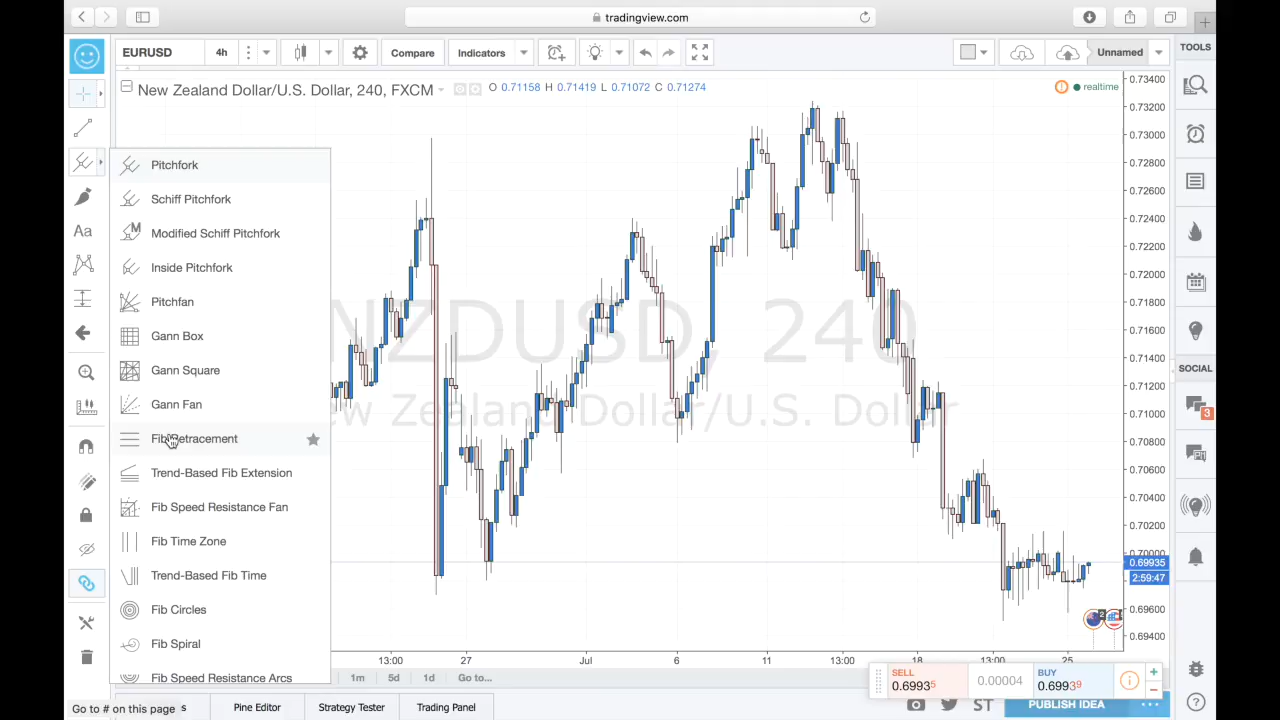 tradingview.com
EURUSD
4h
Compare
Indicators
Unnamed
TOOLS
New Zealand Dollar/U.S. Dollar, 240, FXCM
O 0.71158 H 0.71419 L 0.71072 C 0.71274
realtime
Pitchfork
Schiff Pitchfork
Modified Schiff Pitchfork
Inside Pitchfork
Pitchfan
Gann Box
Gann Square
Gann Fan
Fib Retracement
Trend-Based Fib Extension
Fib Speed Resistance Fan
Fib Time Zone
Trend-Based Fib Time
Fib Circles
Fib Spiral
Fib Speed Resistance Arcs
Aa
M
NZDUSD, 240
New Zealand Dollar/U.S. Dollar
0.73400
0.73200
0.73000
0.72800
0.72600
0.72400
0.72200
0.72000
0.71800
0.71600
0.71400
0.71200
0.71000
0.70800
0.70600
0.70400
0.70200
0.70000
0.69935
2:59:47
0.69600
0.69400
SOCIAL
3
2
13:00
27
Jul
6
11
13:00
18
13:00
25
1m
5d
1d
Go to...
SELL
0.69935
0.00004
BUY
0.69939
Go to # on this page
Pine Editor
Strategy Tester
Trading Panel
ST
PUBLISH IDEA